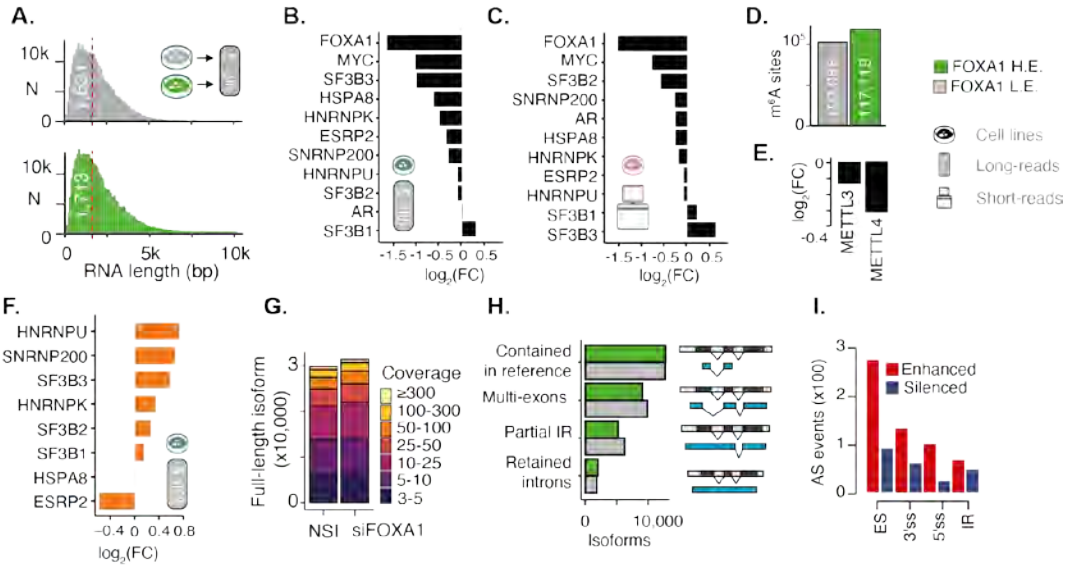 A.
10k
N
0
1,631
10k
N
0
1,713
0
5k
10k
RNA length (bp)
B.
FOXA1
MYC
SF3B3
HSPA8
HNRNPK
ESRP2
SNRNP200
HNRNPU
SF3B2
AR
SF3B1
-1.5 -1 -0.5 0 0.5
log2(FC)
C.
FOXA1
MYC
SF3B2
SNRNP200
AR
HSPA8
HNRNPK
ESRP2
HNRNPU
SF3B1
SF3B3
-1.5 -1 -0.5 0 0.5
log2(FC)
D.
10⁵
0
m⁶A sites
117,119
FOXA1 H.E.
FOXA1 L.E.
Cell lines
Long-reads
Short-reads
E.
0
-0.4
log2(FC)
METTL3
METTL4
F.
HNRNPU
SNRNP200
SF3B3
HNRNPK
SF3B2
SF3B1
HSPA8
ESRP2
-0.4 0 0.4 0.8
log2(FC)
G.
Full-length isoform
(x10,000)
3
0
NSI siFOXA1
Coverage
≥300
100-300
50-100
25-50
10-25
5-10
3-5
H.
Contained
in reference
Multi-exons
Partial IR
Retained
introns
0 10,000
Isoforms
I.
AS events (x100)
3
2
1
0
Enhanced
Silenced
ES
3'ss
5'ss
IR